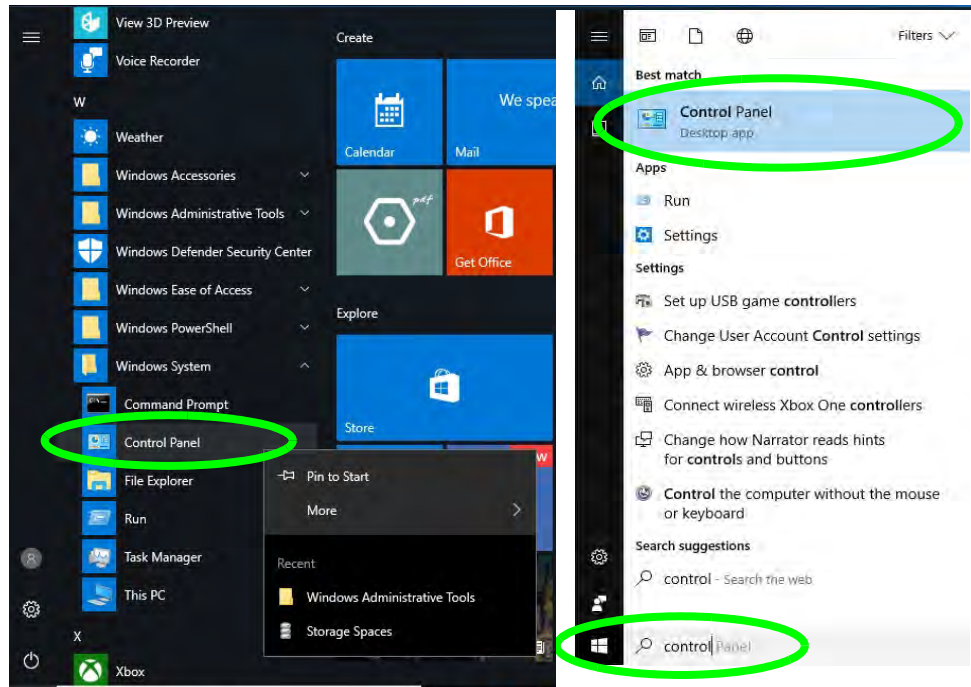 View 3D Preview
Voice Recorder
W
Weather
Windows Accessories
Windows Administrative Tools
Windows Defender Security Center
Windows Ease of Access
Windows PowerShell
Windows System
Command Prompt
Control Panel
File Explorer
Run
Task Manager
This PC
X
Xbox
Create
Calendar
We spea
Mail
pdf
Get Office
Explore
Store
W
Pin to Start
More
Recent
Windows Administrative Tools
Storage Spaces
Filters
Best match
Control Panel
Desktop app
Apps
Run
Settings
Settings
Set up USB game controllers
Change User Account Control settings
App & browser control
Connect wireless Xbox One controllers
Change how Narrator reads hints
for controls and buttons
Control the computer without the mouse
or keyboard
Search suggestions
control - Search the web
control Panel